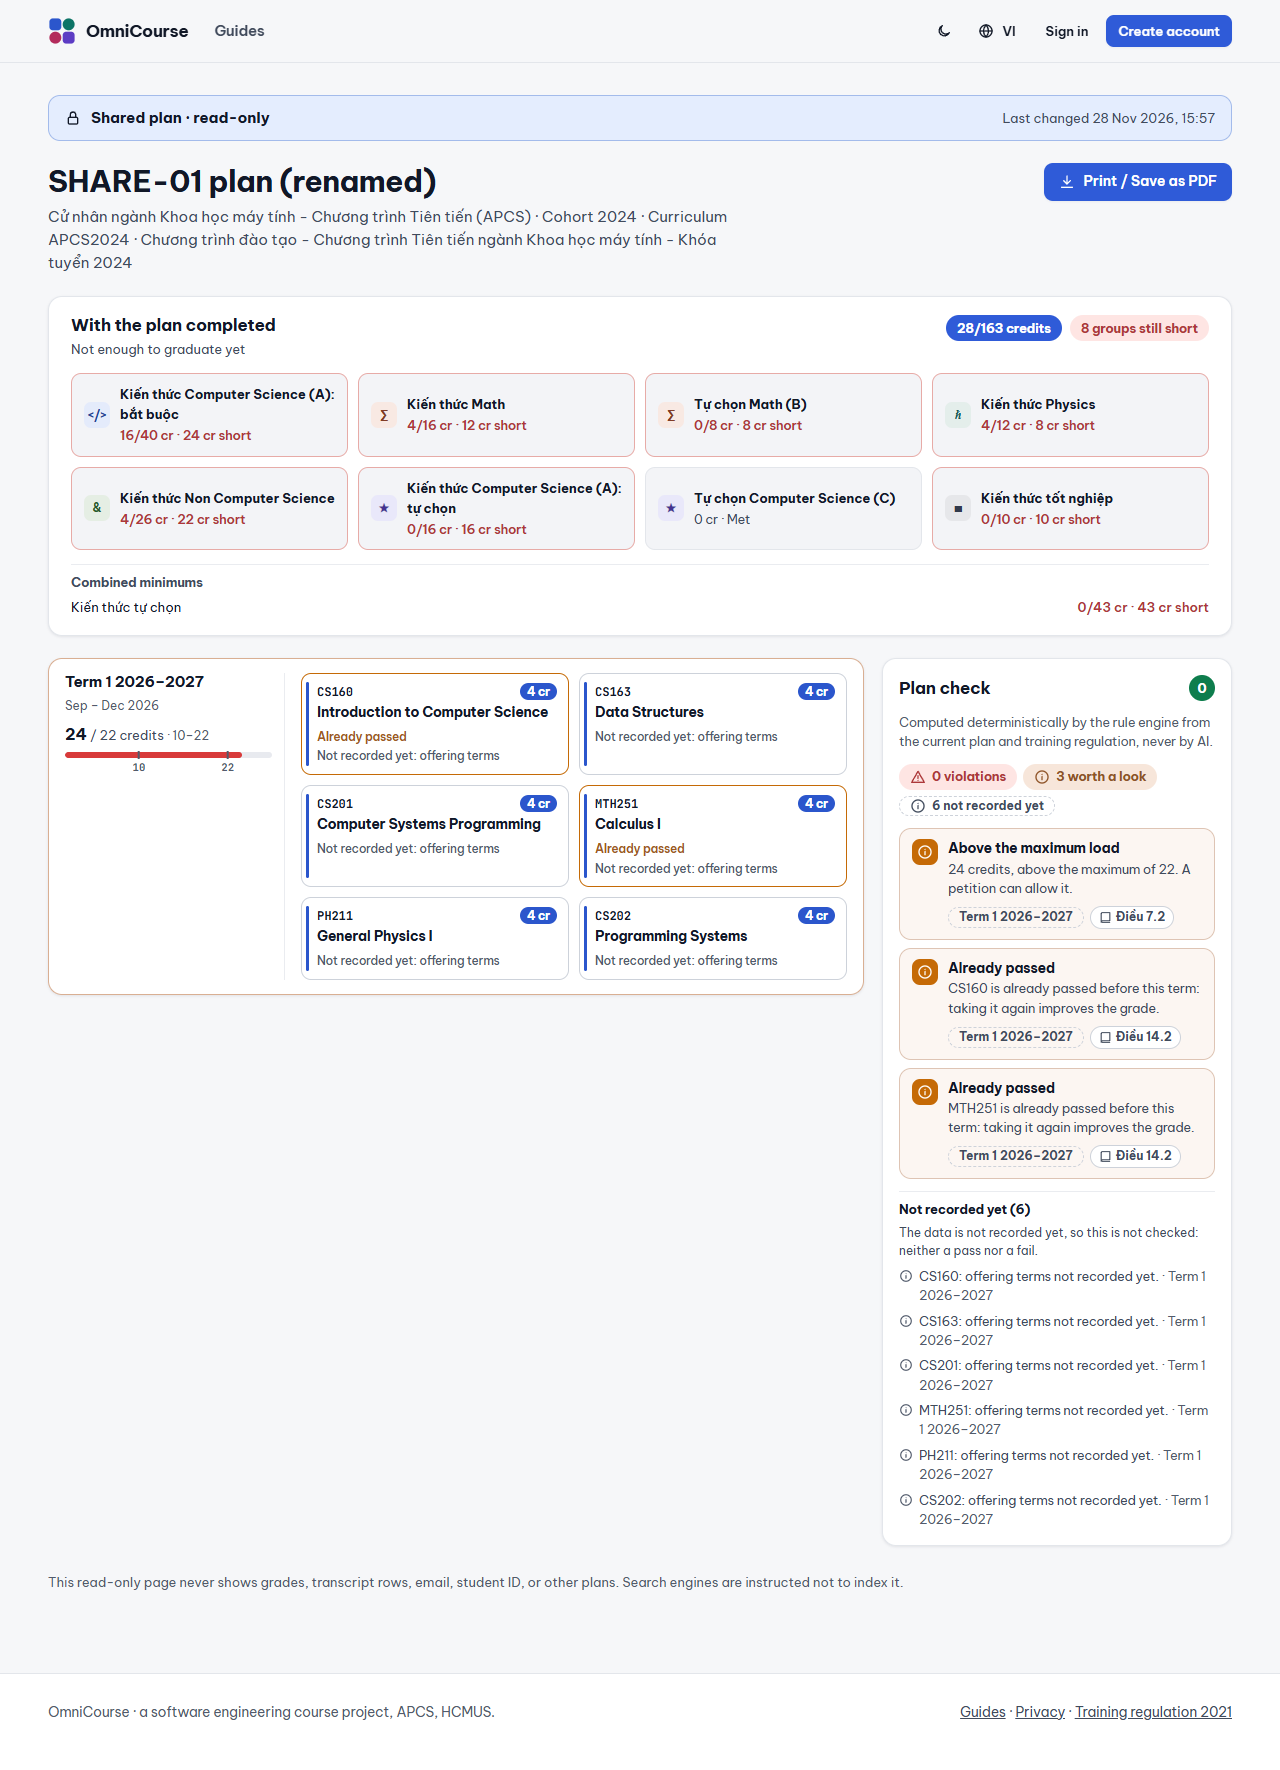 OmniCourse
Guides
VI
Sign in
Create account
Shared plan · read-only
Last changed 28 Nov 2026, 15:57
SHARE-01 plan (renamed)
Print / Save as PDF
Cử nhân ngành Khoa học máy tính - Chương trình Tiên tiến (APCS) · Cohort 2024 · Curriculum
APCS2024 · Chương trình đào tạo - Chương trình Tiên tiến ngành Khoa học máy tính - Khóa
tuyển 2024
With the plan completed
Not enough to graduate yet
28/163 credits
8 groups still short
</>
Kiến thức Computer Science (A):
bắt buộc
16/40 cr · 24 cr short
∑
Kiến thức Math
4/16 cr · 12 cr short
∑
Tự chọn Math (B)
0/8 cr · 8 cr short
ℏ
Kiến thức Physics
4/12 cr · 8 cr short
&
Kiến thức Non Computer Science
4/26 cr · 22 cr short
★
Kiến thức Computer Science (A):
tự chọn
0/16 cr · 16 cr short
★
Tự chọn Computer Science (C)
0 cr · Met
Kiến thức tốt nghiệp
0/10 cr · 10 cr short
Combined minimums
Kiến thức tự chọn
0/43 cr · 43 cr short
Term 1 2026–2027
Sep – Dec 2026
24 / 22 credits · 10–22
10
22
CS160
4 cr
Introduction to Computer Science
Already passed
Not recorded yet: offering terms
CS163
4 cr
Data Structures
Not recorded yet: offering terms
CS201
4 cr
Computer Systems Programming
Not recorded yet: offering terms
MTH251
4 cr
Calculus I
Already passed
Not recorded yet: offering terms
PH211
4 cr
General Physics I
Not recorded yet: offering terms
CS202
4 cr
Programming Systems
Not recorded yet: offering terms
Plan check
0
Computed deterministically by the rule engine from
the current plan and training regulation, never by AI.
0 violations
3 worth a look
6 not recorded yet
Above the maximum load
24 credits, above the maximum of 22. A
petition can allow it.
Term 1 2026–2027
Điều 7.2
Already passed
CS160 is already passed before this term:
taking it again improves the grade.
Term 1 2026–2027
Điều 14.2
Already passed
MTH251 is already passed before this
term: taking it again improves the grade.
Term 1 2026–2027
Điều 14.2
Not recorded yet (6)
The data is not recorded yet, so this is not checked:
neither a pass nor a fail.
CS160: offering terms not recorded yet. · Term 1
2026–2027
CS163: offering terms not recorded yet. · Term 1
2026–2027
CS201: offering terms not recorded yet. · Term 1
2026–2027
MTH251: offering terms not recorded yet. · Term
1 2026–2027
PH211: offering terms not recorded yet. · Term 1
2026–2027
CS202: offering terms not recorded yet. · Term 1
2026–2027
This read-only page never shows grades, transcript rows, email, student ID, or other plans. Search engines are instructed not to index it.
OmniCourse · a software engineering course project, APCS, HCMUS.
Guides · Privacy · Training regulation 2021